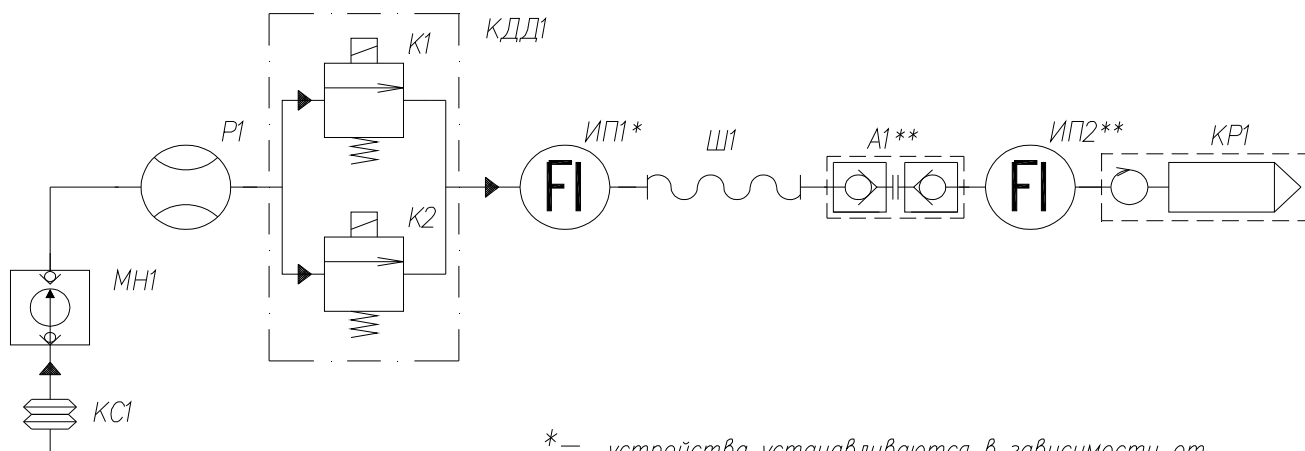 К1
КДД1
Р1
ИП1*
Ш1
А1**
ИП2**
КР1
FI
FI
К2
МН1
КС1
*— устройства устанавливаются в зависимости от